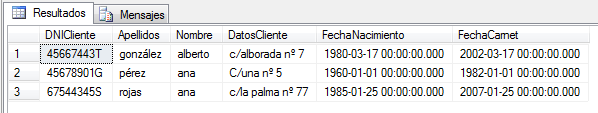 Resultados Mensajes
DNICliente Apellidos Nombre DatosCliente FechaNacimiento FechaCarnet
1 45667443T gonzález alberto c/alborada nº 7 1980-03-17 00:00:00.000 2002-03-17 00:00:00.000
2 45678901G pérez ana C/una nº 5 1960-01-01 00:00:00.000 1982-01-01 00:00:00.000
3 67544345S rojas ana c/la palma nº 77 1985-01-25 00:00:00.000 2007-01-25 00:00:00.000